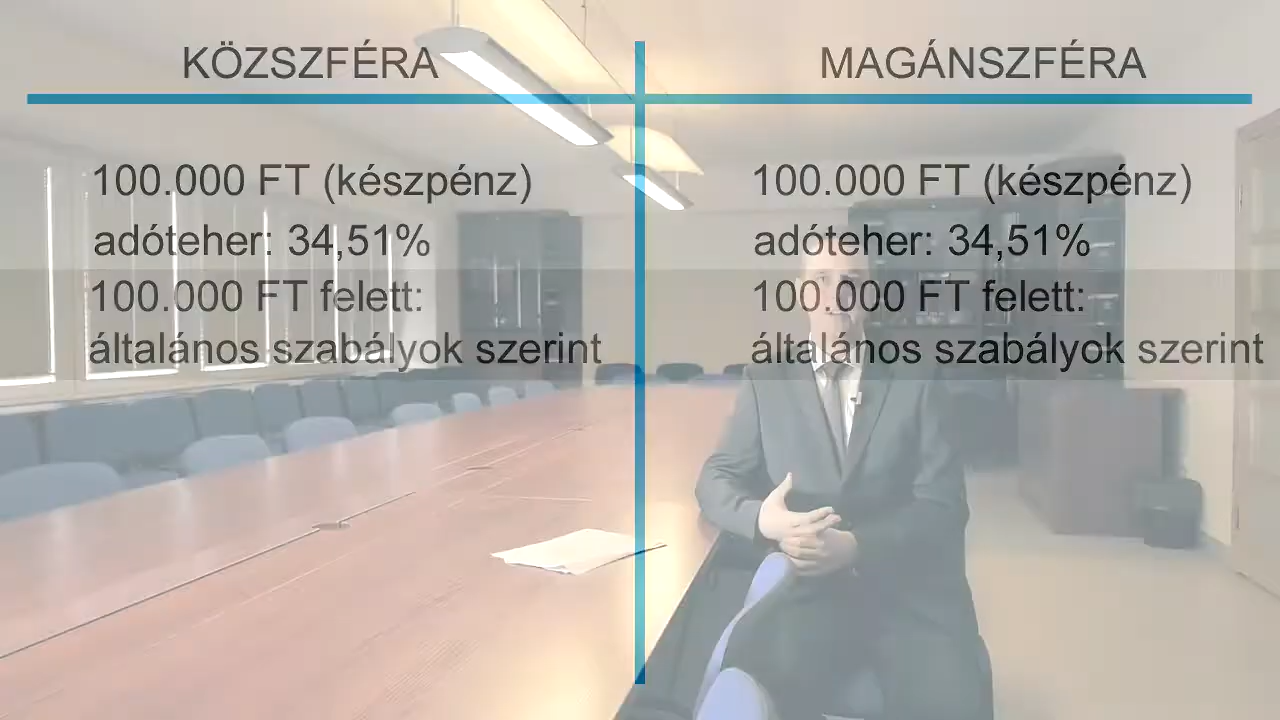 KÖZSZFÉRA
100.000 FT (készpénz)
adóteher: 34,51%
100.000 FT felett:
általános szabályok szerint
MAGÁNSZFÉRA
100.000 FT (készpénz)
adóteher: 34,51%
100.000 FT felett:
általános szabályok szerint